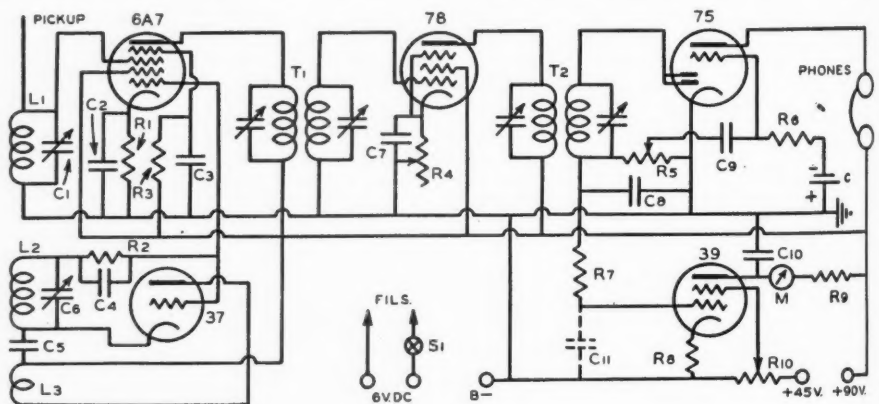 PICKUP
6A7
78
75
PHONES
L1
C2
R1
R3
C3
C1
T1
C7
R4
T2
R5
C9
R6
C8
- C
+
L2
R2
C4
C6
37
C5
L3
FILS.
S1
6V.DC
R7
C11
39
C10
M
R9
R8
R10
B-
+45V.
+90V.